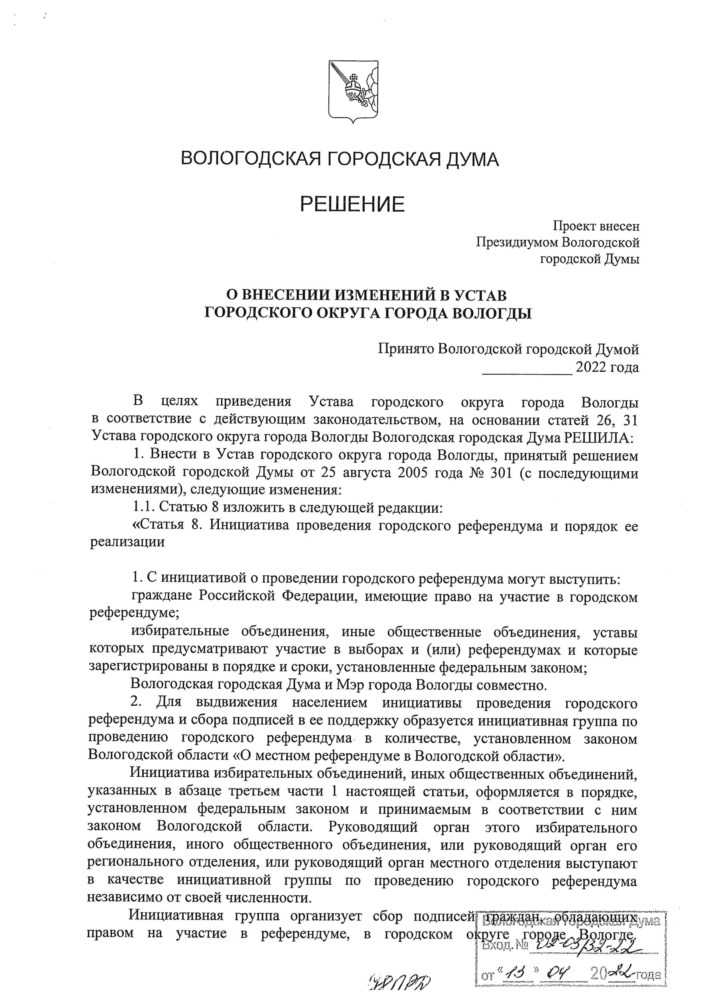 ВОЛОГОДСКАЯ ГОРОДСКАЯ ДУМА
РЕШЕНИЕ
Проект внесен
Президиумом Вологодской
городской Думы
О ВНЕСЕНИИ ИЗМЕНЕНИЙ В УСТАВ
ГОРОДСКОГО ОКРУГА ГОРОДА ВОЛОГДЫ
Принято Вологодской городской Думой
____________ 2022 года
В целях приведения Устава городского округа города Вологды
в соответствие с действующим законодательством, на основании статей 26, 31
Устава городского округа города Вологды Вологодская городская Дума РЕШИЛА:
1. Внести в Устав городского округа города Вологды, принятый решением
Вологодской городской Думы от 25 августа 2005 года № 301 (с последующими
изменениями), следующие изменения:
1.1. Статью 8 изложить в следующей редакции:
«Статья 8. Инициатива проведения городского референдума и порядок ее
реализации
1. С инициативой о проведении городского референдума могут выступить:
граждане Российской Федерации, имеющие право на участие в городском
референдуме;
избирательные объединения, иные общественные объединения, уставы
которых предусматривают участие в выборах и (или) референдумах и которые
зарегистрированы в порядке и сроки, установленные федеральным законом;
Вологодская городская Дума и Мэр города Вологды совместно.
2. Для выдвижения населением инициативы проведения городского
референдума и сбора подписей в ее поддержку образуется инициативная группа по
проведению городского референдума в количестве, установленном законом
Вологодской области «О местном референдуме в Вологодской области».
Инициатива избирательных объединений, иных общественных объединений,
указанных в абзаце третьем части 1 настоящей статьи, оформляется в порядке,
установленном федеральным законом и принимаемым в соответствии с ним
законом Вологодской области. Руководящий орган этого избирательного
объединения, иного общественного объединения, или руководящий орган его
регионального отделения, или руководящий орган местного отделения выступают
в качестве инициативной группы по проведению городского референдума
независимо от своей численности.
Инициативная группа организует сбор подписей граждан, обладающих
правом на участие в референдуме, в городском округе городе Вологде.
Вологодская городская Дума
Вход. № 02-03/32-22
от « 13 » 04 2022 года